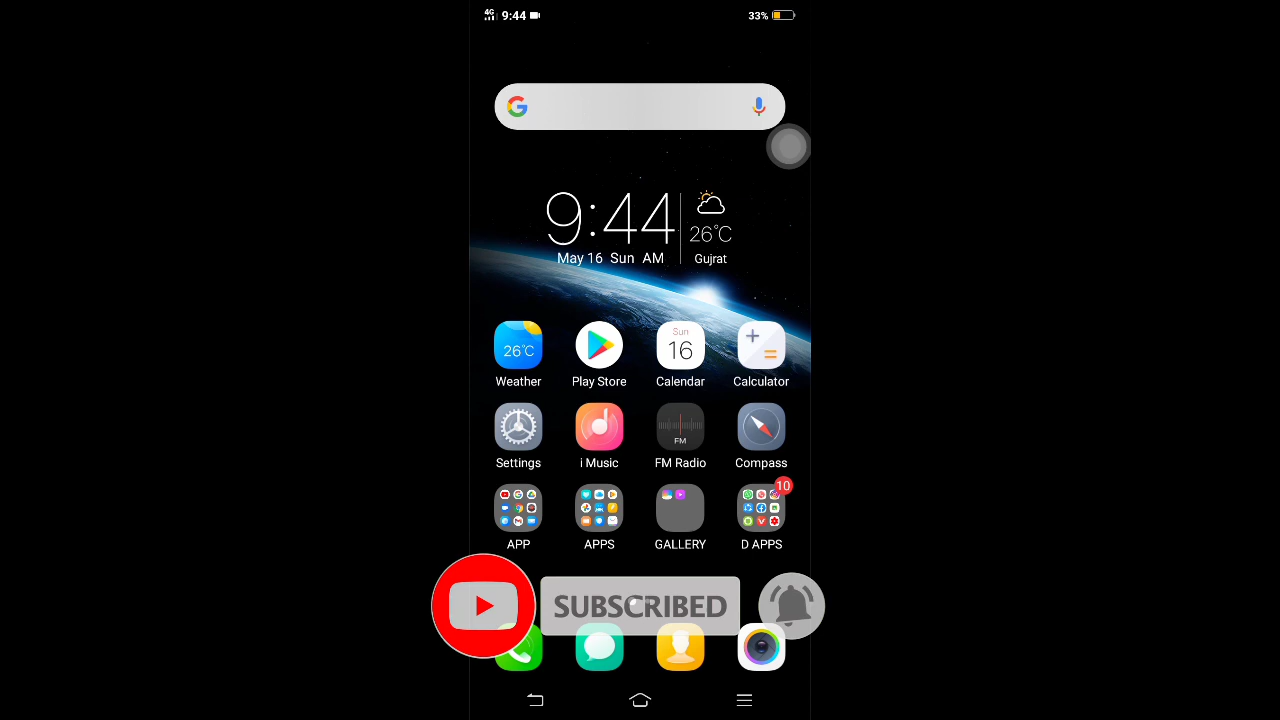 4G 9:44 33%
9:44 26°C
May 16 Sun AM Gujrat
26°C Sun 16
Weather Play Store Calendar Calculator
FM
Settings i Music FM Radio Compass
10
APP APPS GALLERY D APPS
SUBSCRIBED